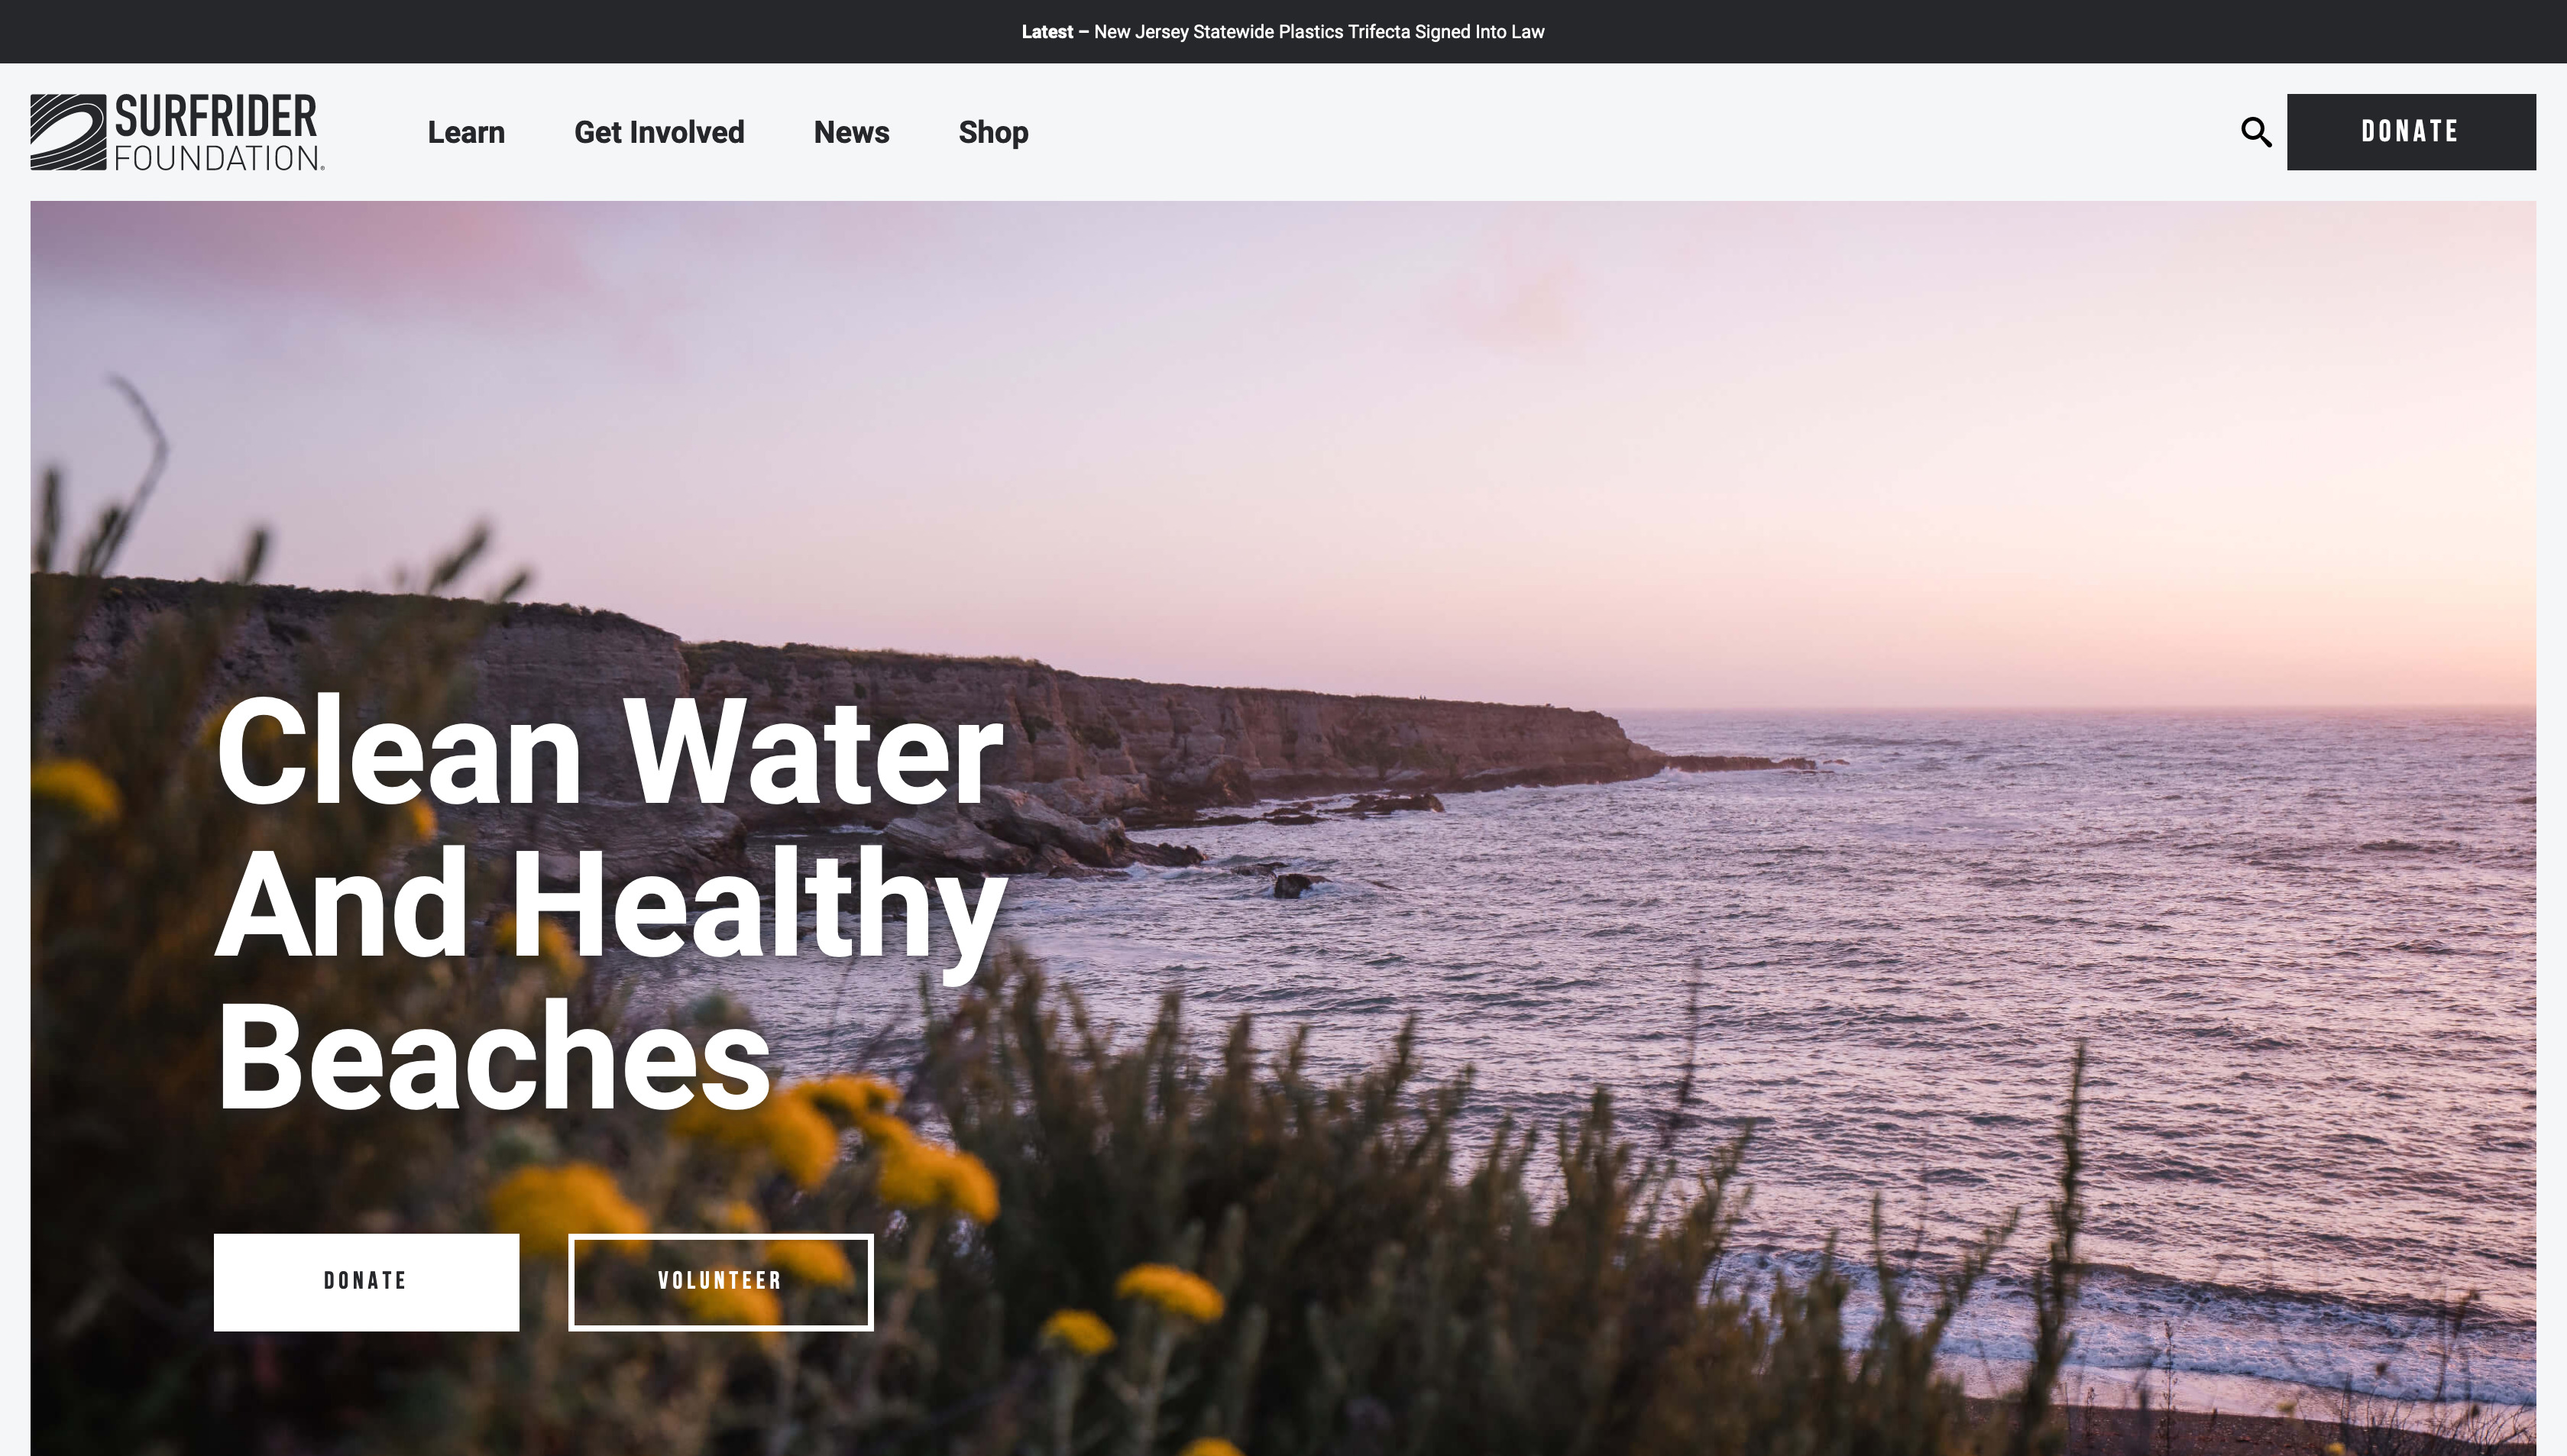 Latest – New Jersey Statewide Plastics Trifecta Signed Into Law
SURFRIDER
FOUNDATION®
Learn
Get Involved
News
Shop
DONATE
Clean Water
And Healthy
Beaches
DONATE
VOLUNTEER